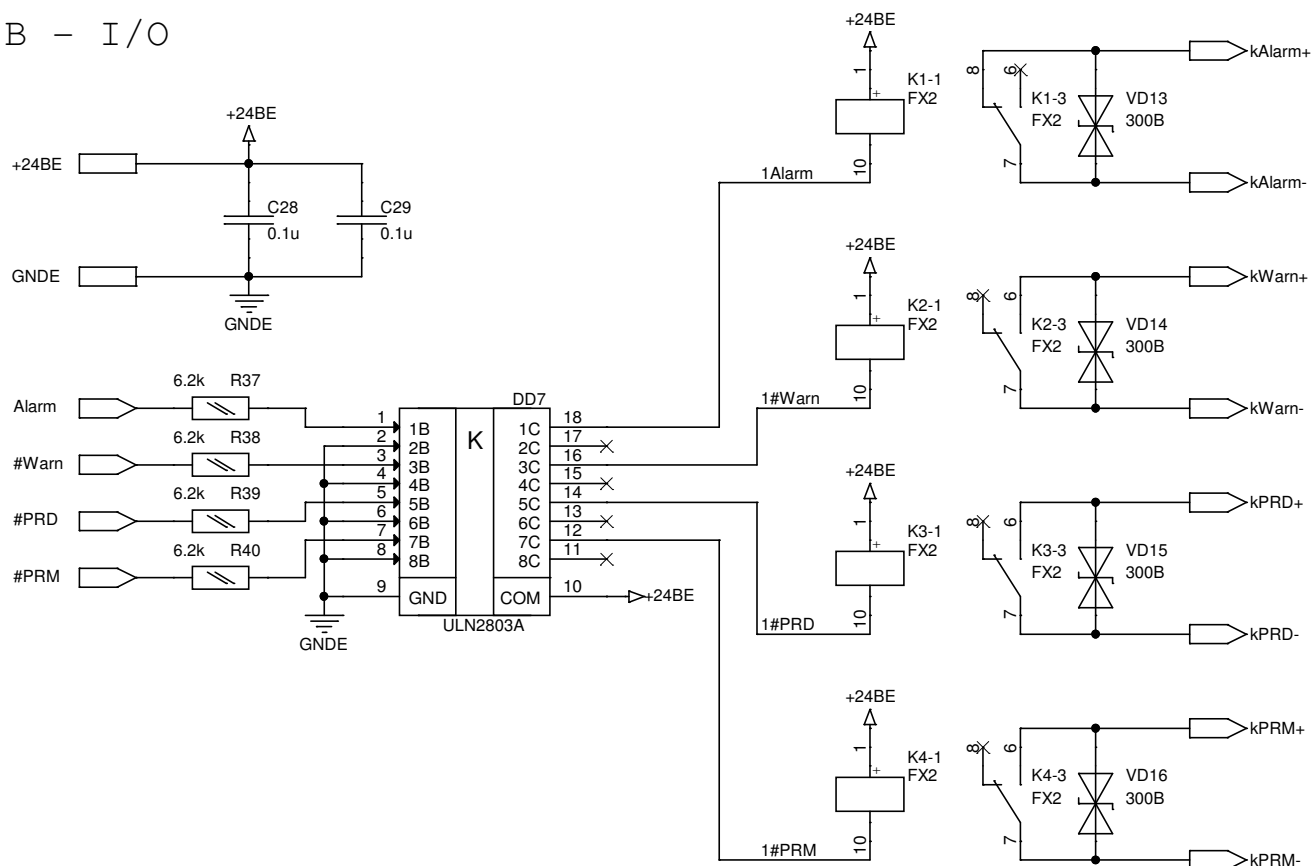 B – I/O
+24BE
+24BE
C28
0.1u
C29
0.1u
GNDE
GNDE
Alarm
6.2k R37
#Warn
6.2k R38
#PRD
6.2k R39
#PRM
6.2k R40
DD7
K
1 1B
2 2B
3 3B
4 4B
5 5B
6 6B
7 7B
8 8B
9 GND
1C 18
2C 17
3C 16
4C 15
5C 14
6C 13
7C 12
8C 11
COM 10
+24BE
ULN2803A
GNDE
+24BE
1
+
K1-1
FX2
10
1Alarm
8
6
K1-3
FX2
7
VD13
300B
kAlarm+
kAlarm-
+24BE
1
+
K2-1
FX2
10
1#Warn
8
6
K2-3
FX2
7
VD14
300B
kWarn+
kWarn-
+24BE
1
+
K3-1
FX2
10
1#PRD
8
6
K3-3
FX2
7
VD15
300B
kPRD+
kPRD-
+24BE
1
+
K4-1
FX2
10
1#PRM
8
6
K4-3
FX2
7
VD16
300B
kPRM+
kPRM-